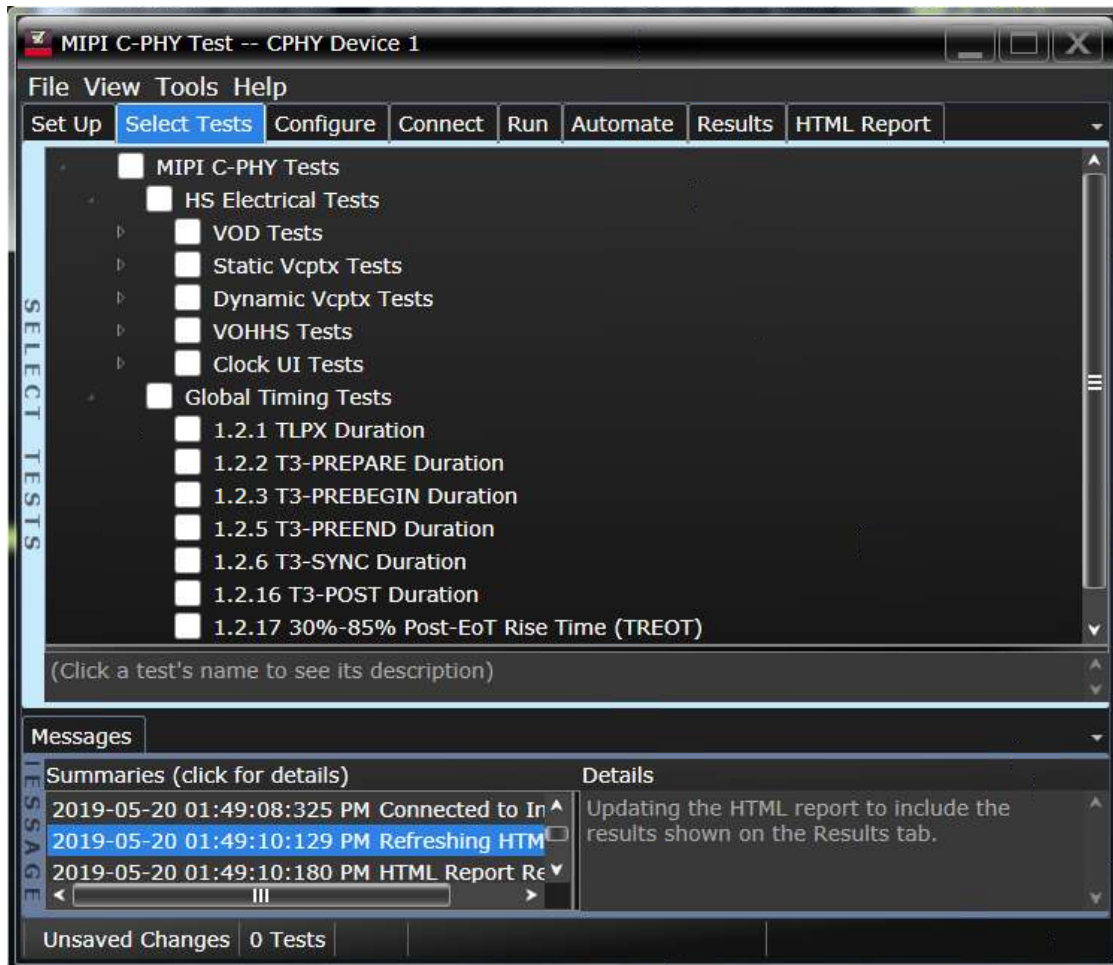 MIPI C-PHY Test -- CPHY Device 1
File View Tools Help
Set Up Select Tests Configure Connect Run Automate Results HTML Report
SELECT TESTS
MIPI C-PHY Tests
HS Electrical Tests
VOD Tests
Static Vcptx Tests
Dynamic Vcptx Tests
VOHHS Tests
Clock UI Tests
Global Timing Tests
1.2.1 TLPX Duration
1.2.2 T3-PREPARE Duration
1.2.3 T3-PREBEGIN Duration
1.2.5 T3-PREEND Duration
1.2.6 T3-SYNC Duration
1.2.16 T3-POST Duration
1.2.17 30%-85% Post-EoT Rise Time (TREOT)
(Click a test's name to see its description)
Messages
Summaries (click for details) Details
2019-05-20 01:49:08:325 PM Connected to In
2019-05-20 01:49:10:129 PM Refreshing HTM
2019-05-20 01:49:10:180 PM HTML Report Re
Updating the HTML report to include the
results shown on the Results tab.
Unsaved Changes 0 Tests